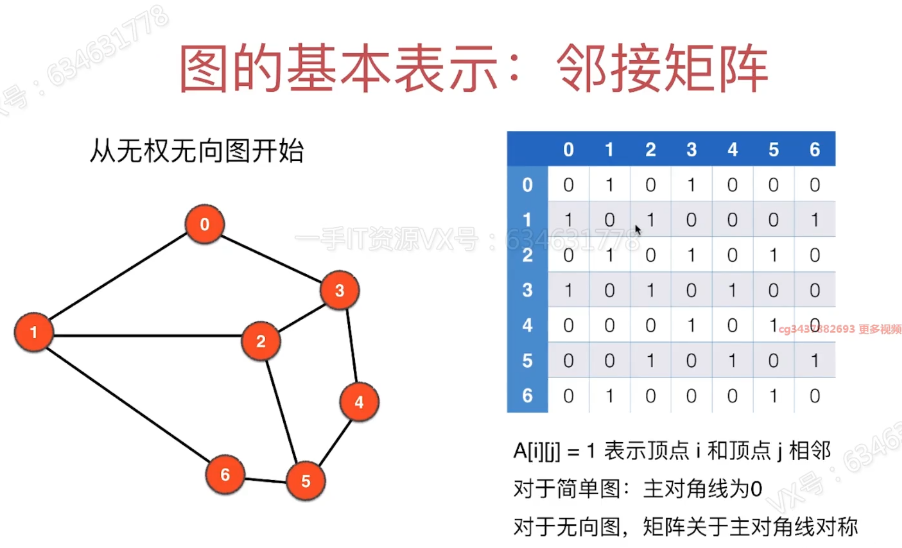 图的基本表示：邻接矩阵
从无权无向图开始
0
3
1
2
4
6
5
0 1 2 3 4 5 6
0 0 1 0 1 0 0 0
1 1 0 1 0 0 0 1
2 0 1 0 1 0 1 0
3 1 0 1 0 1 0 0
4 0 0 0 1 0 1 0
5 0 0 1 0 1 0 1
6 0 1 0 0 0 1 0
A[i][j] = 1 表示顶点 i 和顶点 j 相邻
对于简单图：主对角线为0
对于无向图，矩阵关于主对角线对称
VX号：634631778
一手IT资源VX号：634631778
cg3437882693 更多视频
VX号：63463